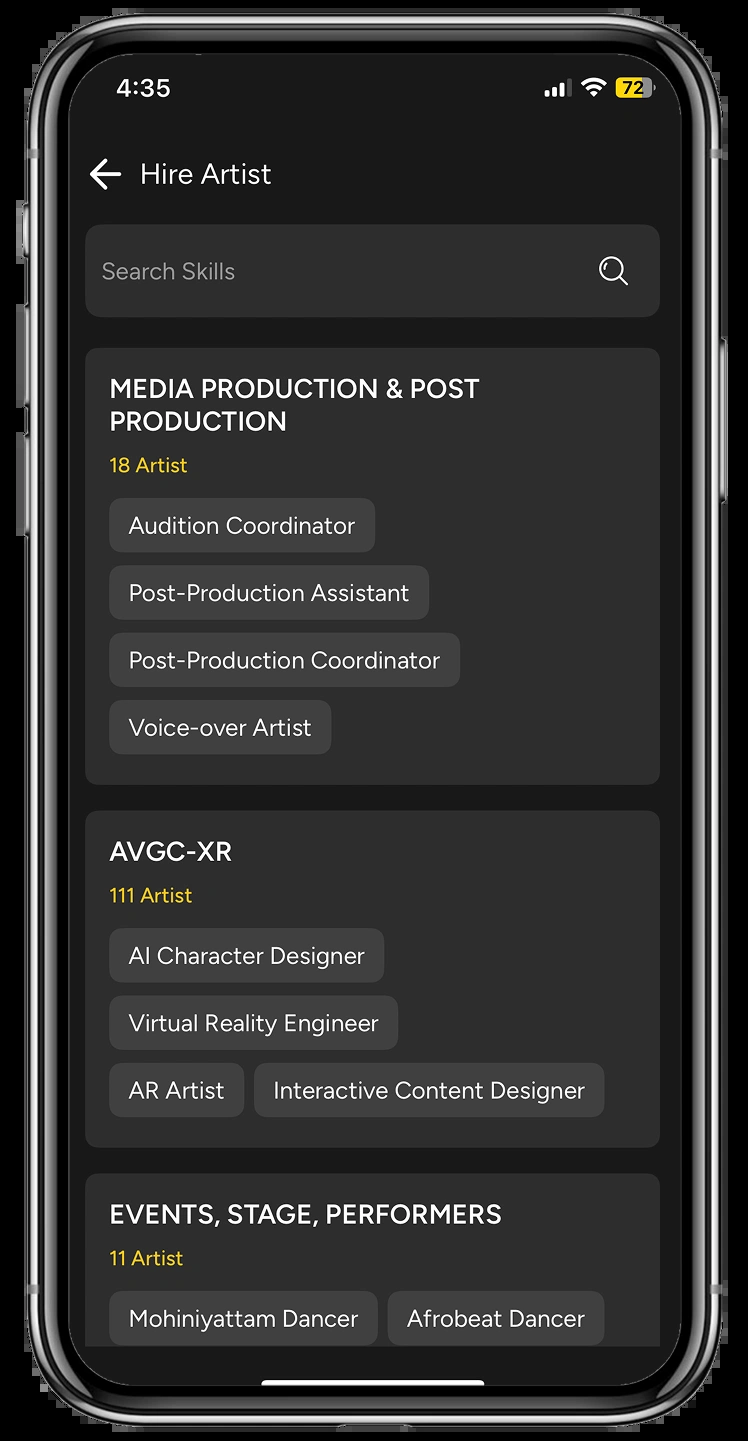 4:35
72
Hire Artist
Search Skills
MEDIA PRODUCTION & POST
PRODUCTION
18 Artist
Audition Coordinator
Post-Production Assistant
Post-Production Coordinator
Voice-over Artist
AVGC-XR
111 Artist
AI Character Designer
Virtual Reality Engineer
AR Artist
Interactive Content Designer
EVENTS, STAGE, PERFORMERS
11 Artist
Mohiniyattam Dancer
Afrobeat Dancer